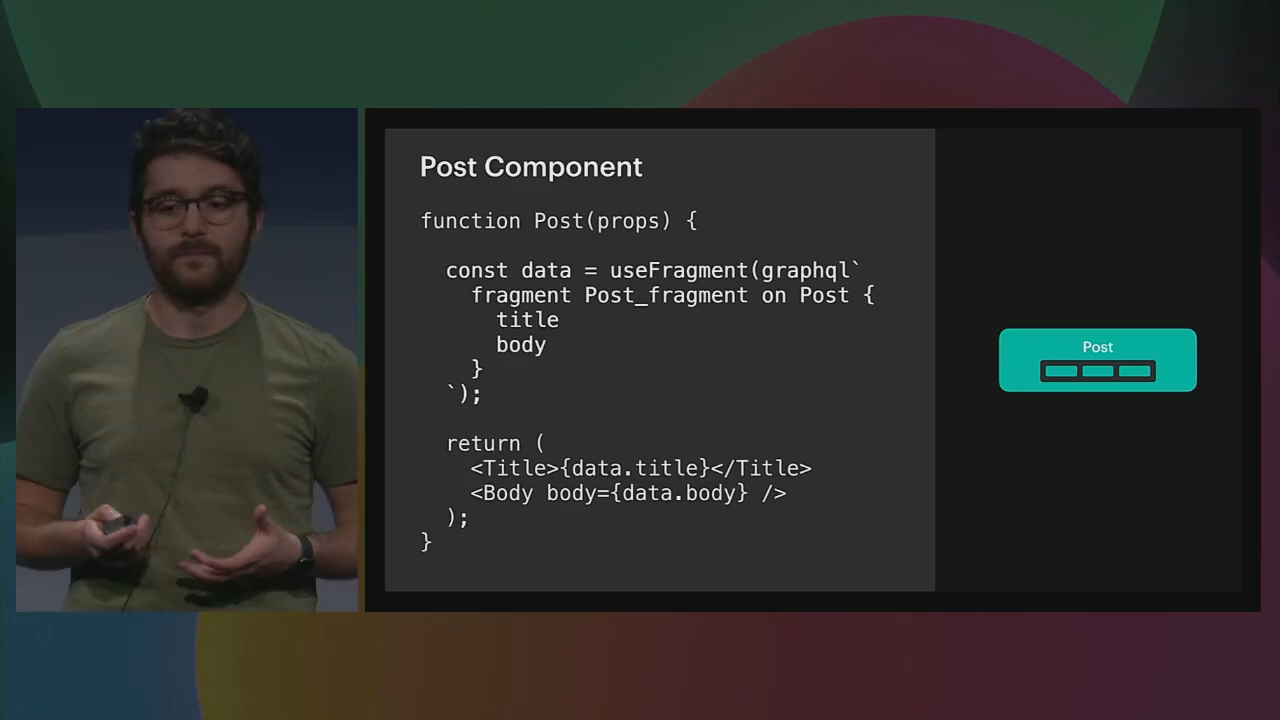 Post Component
function Post(props) {
const data = useFragment(graphql`
fragment Post_fragment on Post {
title
body
}
`);
return (
<Title>{data.title}</Title>
<Body body={data.body} />
);
}
Post